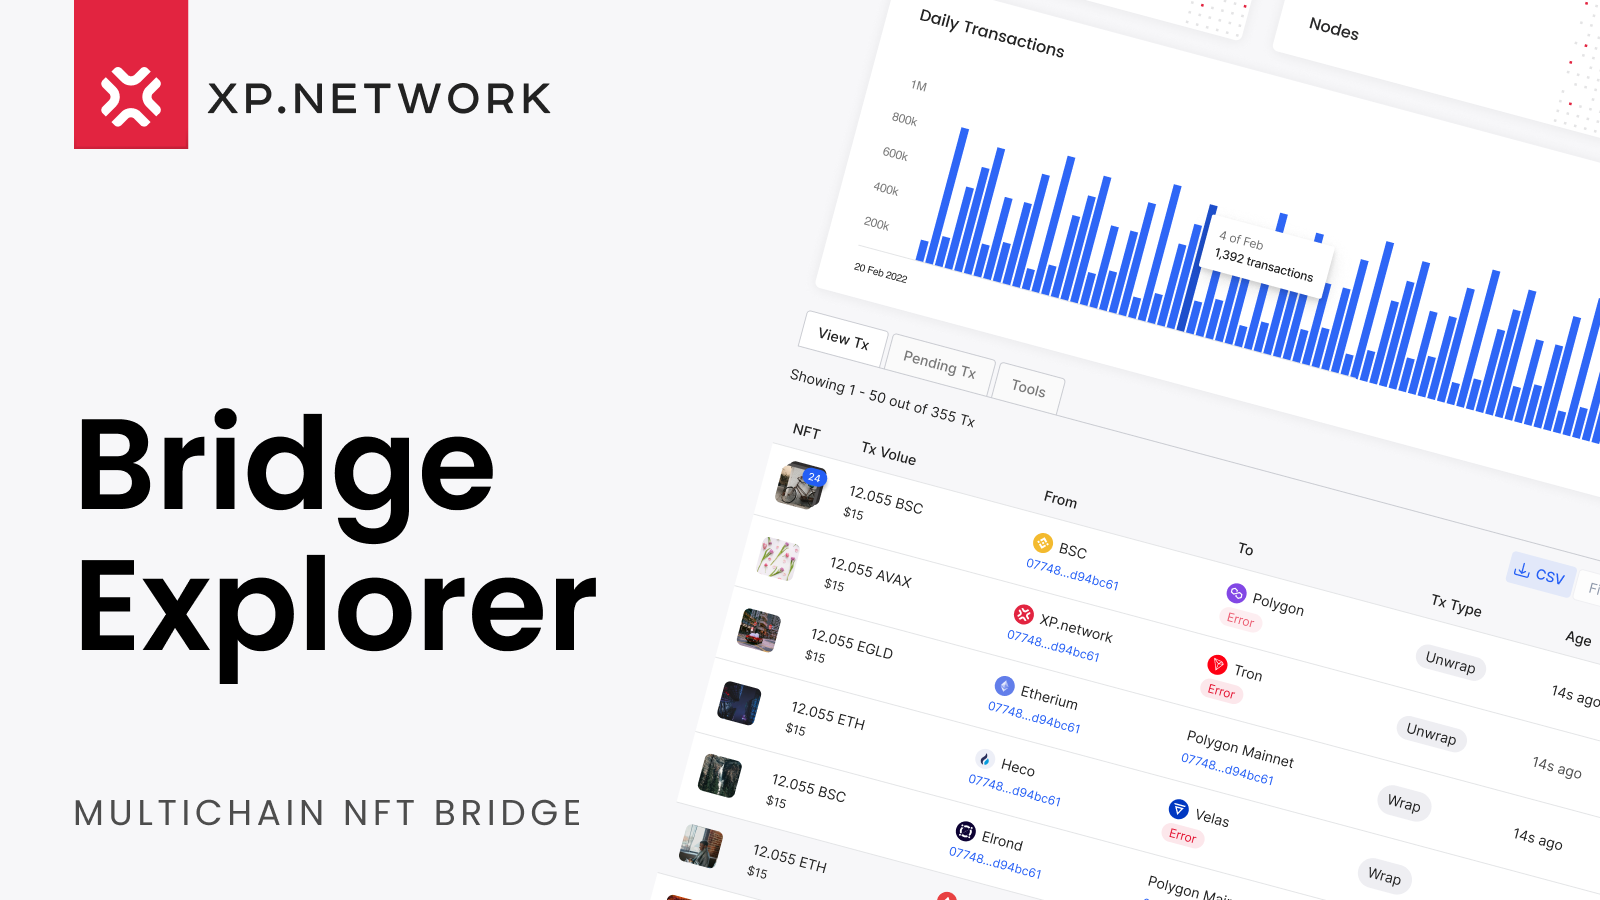 XP.NETWORK
Bridge
Explorer
MULTICHAIN NFT BRIDGE
Daily Transactions
Nodes
1M
800k
600k
400k
200k
20 Feb 2022
4 of Feb
1,392 transactions
View Tx
Pending Tx
Tools
Showing 1 - 50 out of 355 Tx
CSV
NFT
Tx Volue
From
To
Tx Type
Age
24
12.055 BSC
$15
BSC
07748...d94bc61
Polygon
Error
Unwrap
14s ago
12.055 AVAX
$15
XP.network
07748...d94bc61
Tron
Error
Unwrap
14s ago
12.055 EGLD
$15
Etherium
07748...d94bc61
Polygon Mainnet
07748...d94bc61
Wrap
14s ago
12.055 ETH
$15
Heco
07748...d94bc61
Velas
Error
Wrap
12.055 BSC
$15
Elrond
07748...d94bc61
Polygon
12.055 ETH
$15